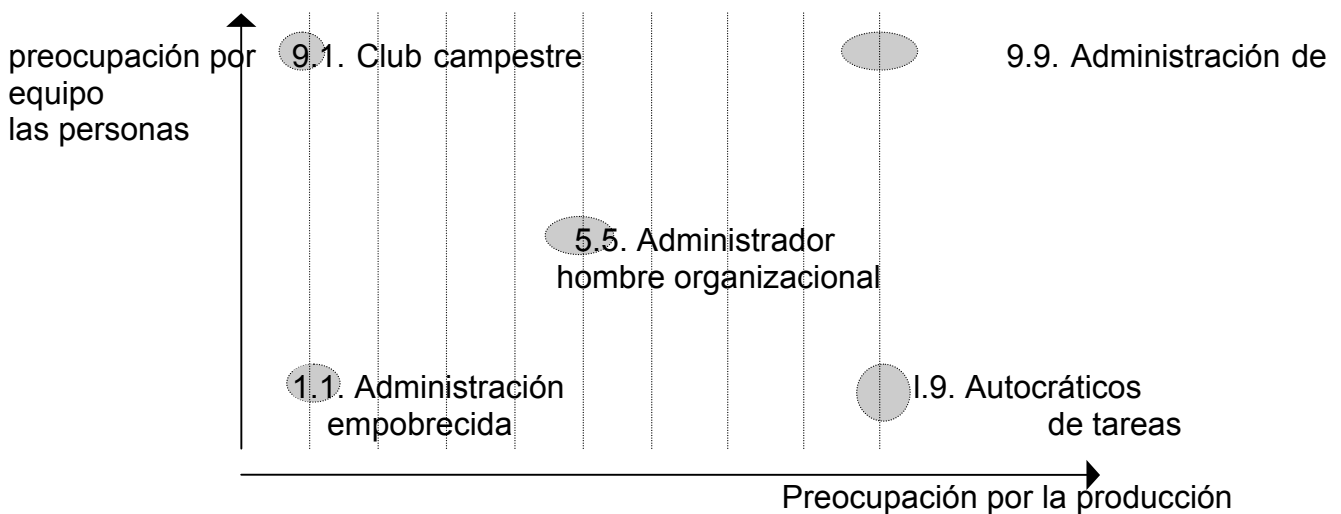 preocupación por 9.1. Club campestre 9.9. Administración de
equipo
las personas
5.5. Administrador
hombre organizacional
1.1. Administración l.9. Autocráticos
empobrecida de tareas
Preocupación por la producción